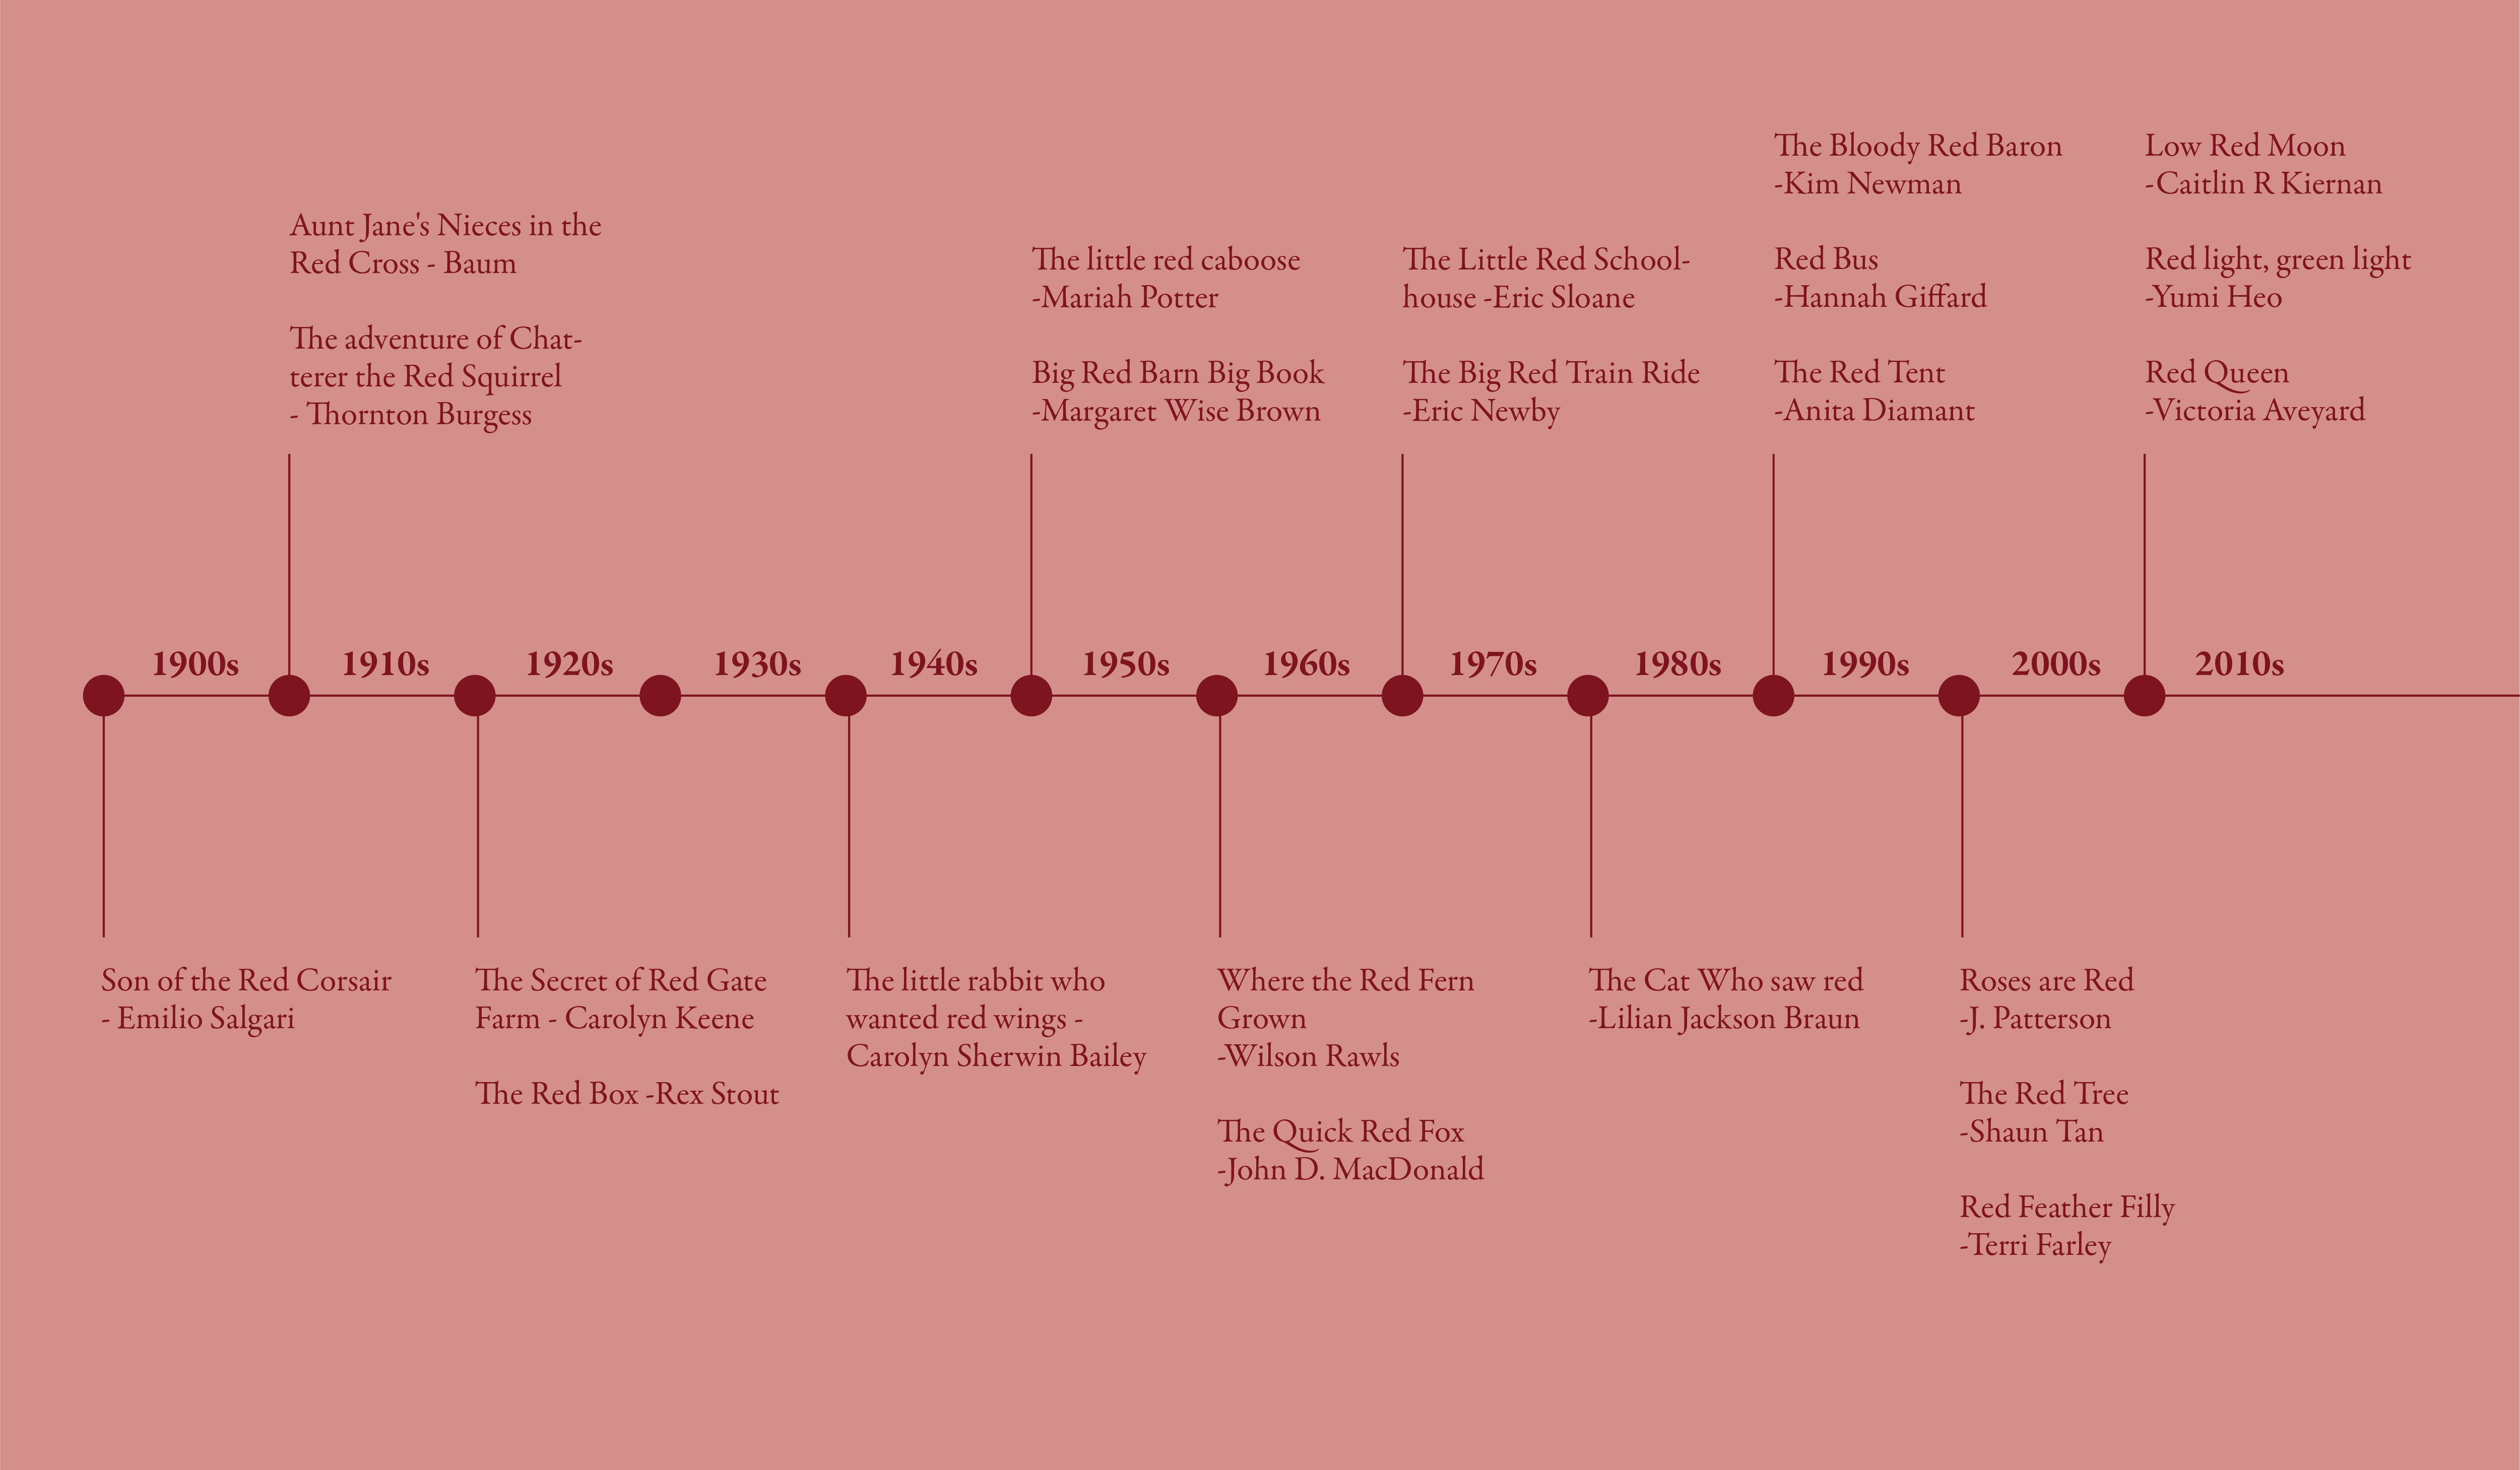 The Bloody Red Baron
-Kim Newman
Low Red Moon
-Caitlin R Kiernan
Aunt Jane's Nieces in the
Red Cross - Baum
The adventure of Chat-
terer the Red Squirrel
- Thornton Burgess
The little red caboose
-Mariah Potter
Big Red Barn Big Book
-Margaret Wise Brown
The Little Red School-
house -Eric Sloane
The Big Red Train Ride
-Eric Newby
Red Bus
-Hannah Giffard
The Red Tent
-Anita Diamant
Red light, green light
-Yumi Heo
Red Queen
-Victoria Aveyard
1900s
1910s
1920s
1930s
1940s
1950s
1960s
1970s
1980s
1990s
2000s
2010s
Son of the Red Corsair
- Emilio Salgari
The Secret of Red Gate
Farm - Carolyn Keene
The Red Box -Rex Stout
The little rabbit who
wanted red wings -
Carolyn Sherwin Bailey
Where the Red Fern
Grown
-Wilson Rawls
The Quick Red Fox
-John D. MacDonald
The Cat Who saw red
-Lilian Jackson Braun
Roses are Red
-J. Patterson
The Red Tree
-Shaun Tan
Red Feather Filly
-Terri Farley